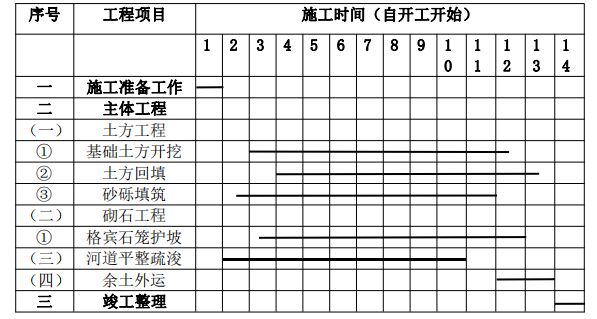 序号 工程项目 施工时间（自开工开始）
1 2 3 4 5 6 7 8 9 10 11 12 13 14
一 施工准备工作
二 主体工程
（一） 土方工程
① 基础土方开挖
② 土方回填
③ 砂砾填筑
（二） 砌石工程
① 格宾石笼护坡
（三） 河道平整疏浚
（四） 余土外运
三 竣工整理